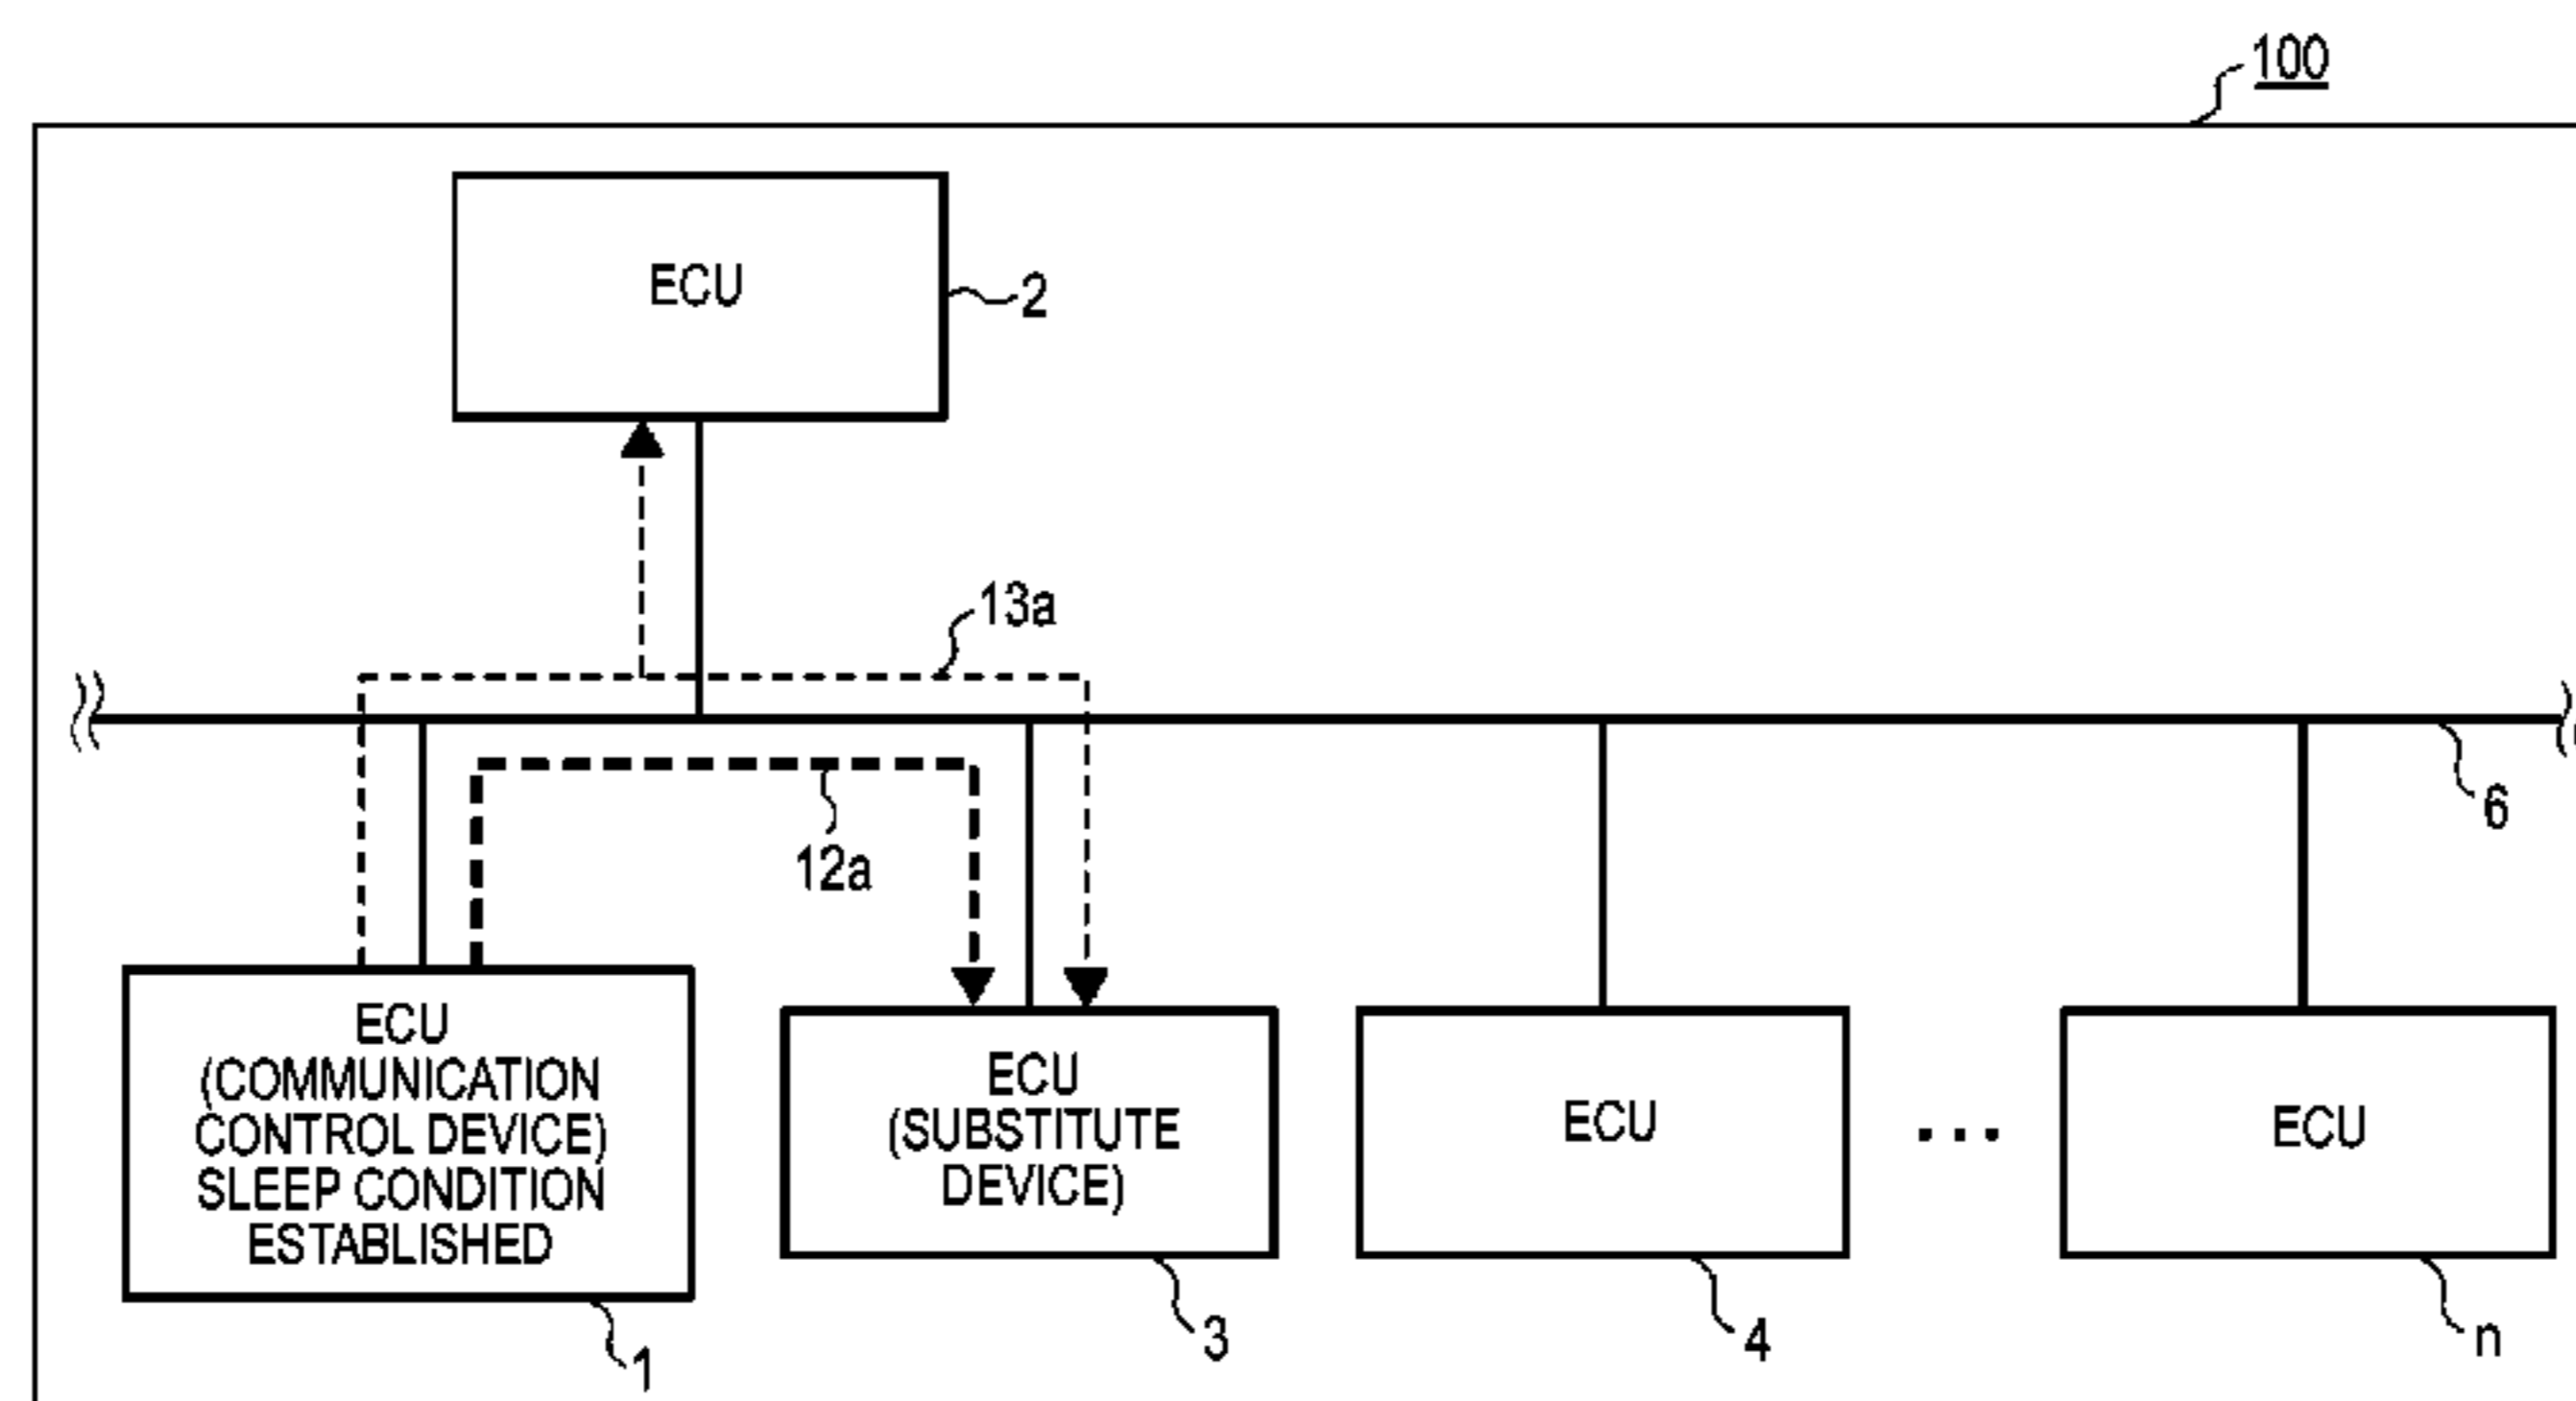 100
ECU
2
13a
6
12a
ECU
(COMMUNICATION
CONTROL DEVICE)
SLEEP CONDITION
ESTABLISHED
1
ECU
(SUBSTITUTE
DEVICE)
3
ECU
4
...
ECU
n